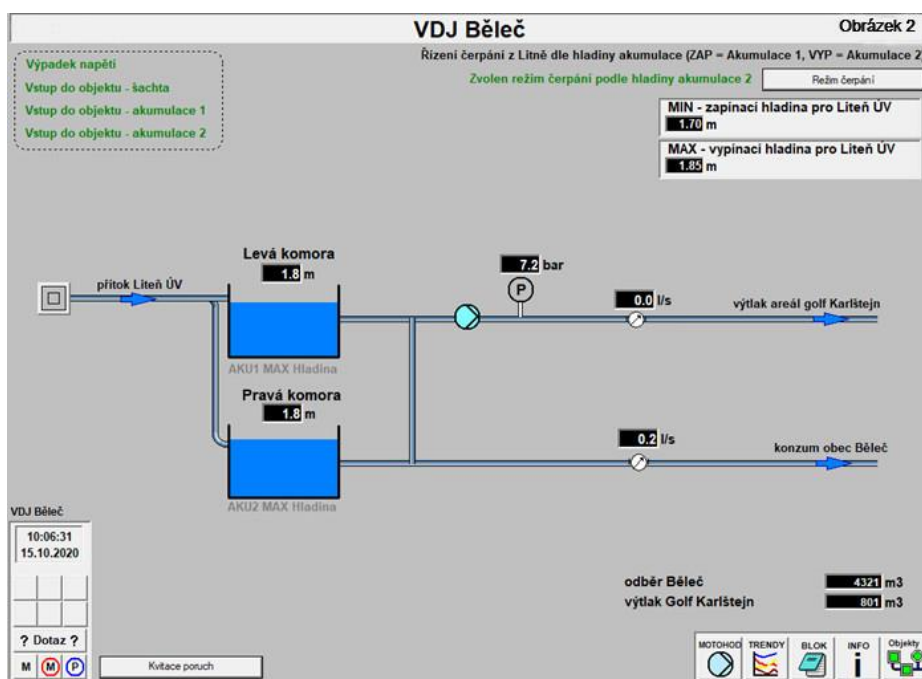 VDJ Běleč
Obrázek 2
Řízení čerpání z Litně dle hladiny akumulace (ZAP = Akumulace 1, VYP = Akumulace 2)
Zvolen režim čerpání podle hladiny akumulace 2
Režim čerpání
Výpadek napětí
Vstup do objektu - šachta
Vstup do objektu - akumulace 1
Vstup do objektu - akumulace 2
MIN - zapínací hladina pro Liteň ÚV
1.70 m
MAX - vypínací hladina pro Liteň ÚV
1.85 m
Levá komora
1.8 m
7.2 bar
P
přítok Liteň ÚV
0.0 l/s
výtlak areál golf Karlštejn
AKU1 MAX Hladina
Pravá komora
1.8 m
0.2 l/s
konzum obec Běleč
AKU2 MAX Hladina
VDJ Běleč
10:06:31
15.10.2020
? Dotaz ?
M M P
Kvitace poruch
odběr Běleč 4321 m3
výtlak Golf Karlštejn 801 m3
MOTOHOD TRENDY BLOK INFO Objekty